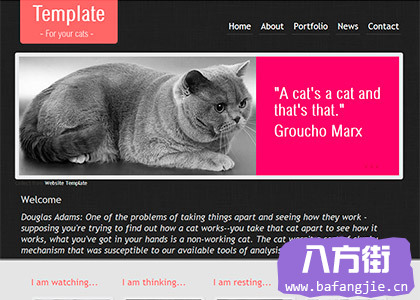 Template
- For your cats -
Home About Portfolio News Contact
"A cat's a cat and
that's that."
Groucho Marx
Website Template
Welcome
Douglas Adams: One of the problems of taking things apart and seeing how they work -
supposing you're trying to find out how a cat works--you take that cat apart to see how it
works, what you've got in your hands is a non-working cat. The cat
mechanism that was susceptible to our available tools of analysis
I am watching... I am thinking... I am resting...
八方街
www.bafangjie.cn